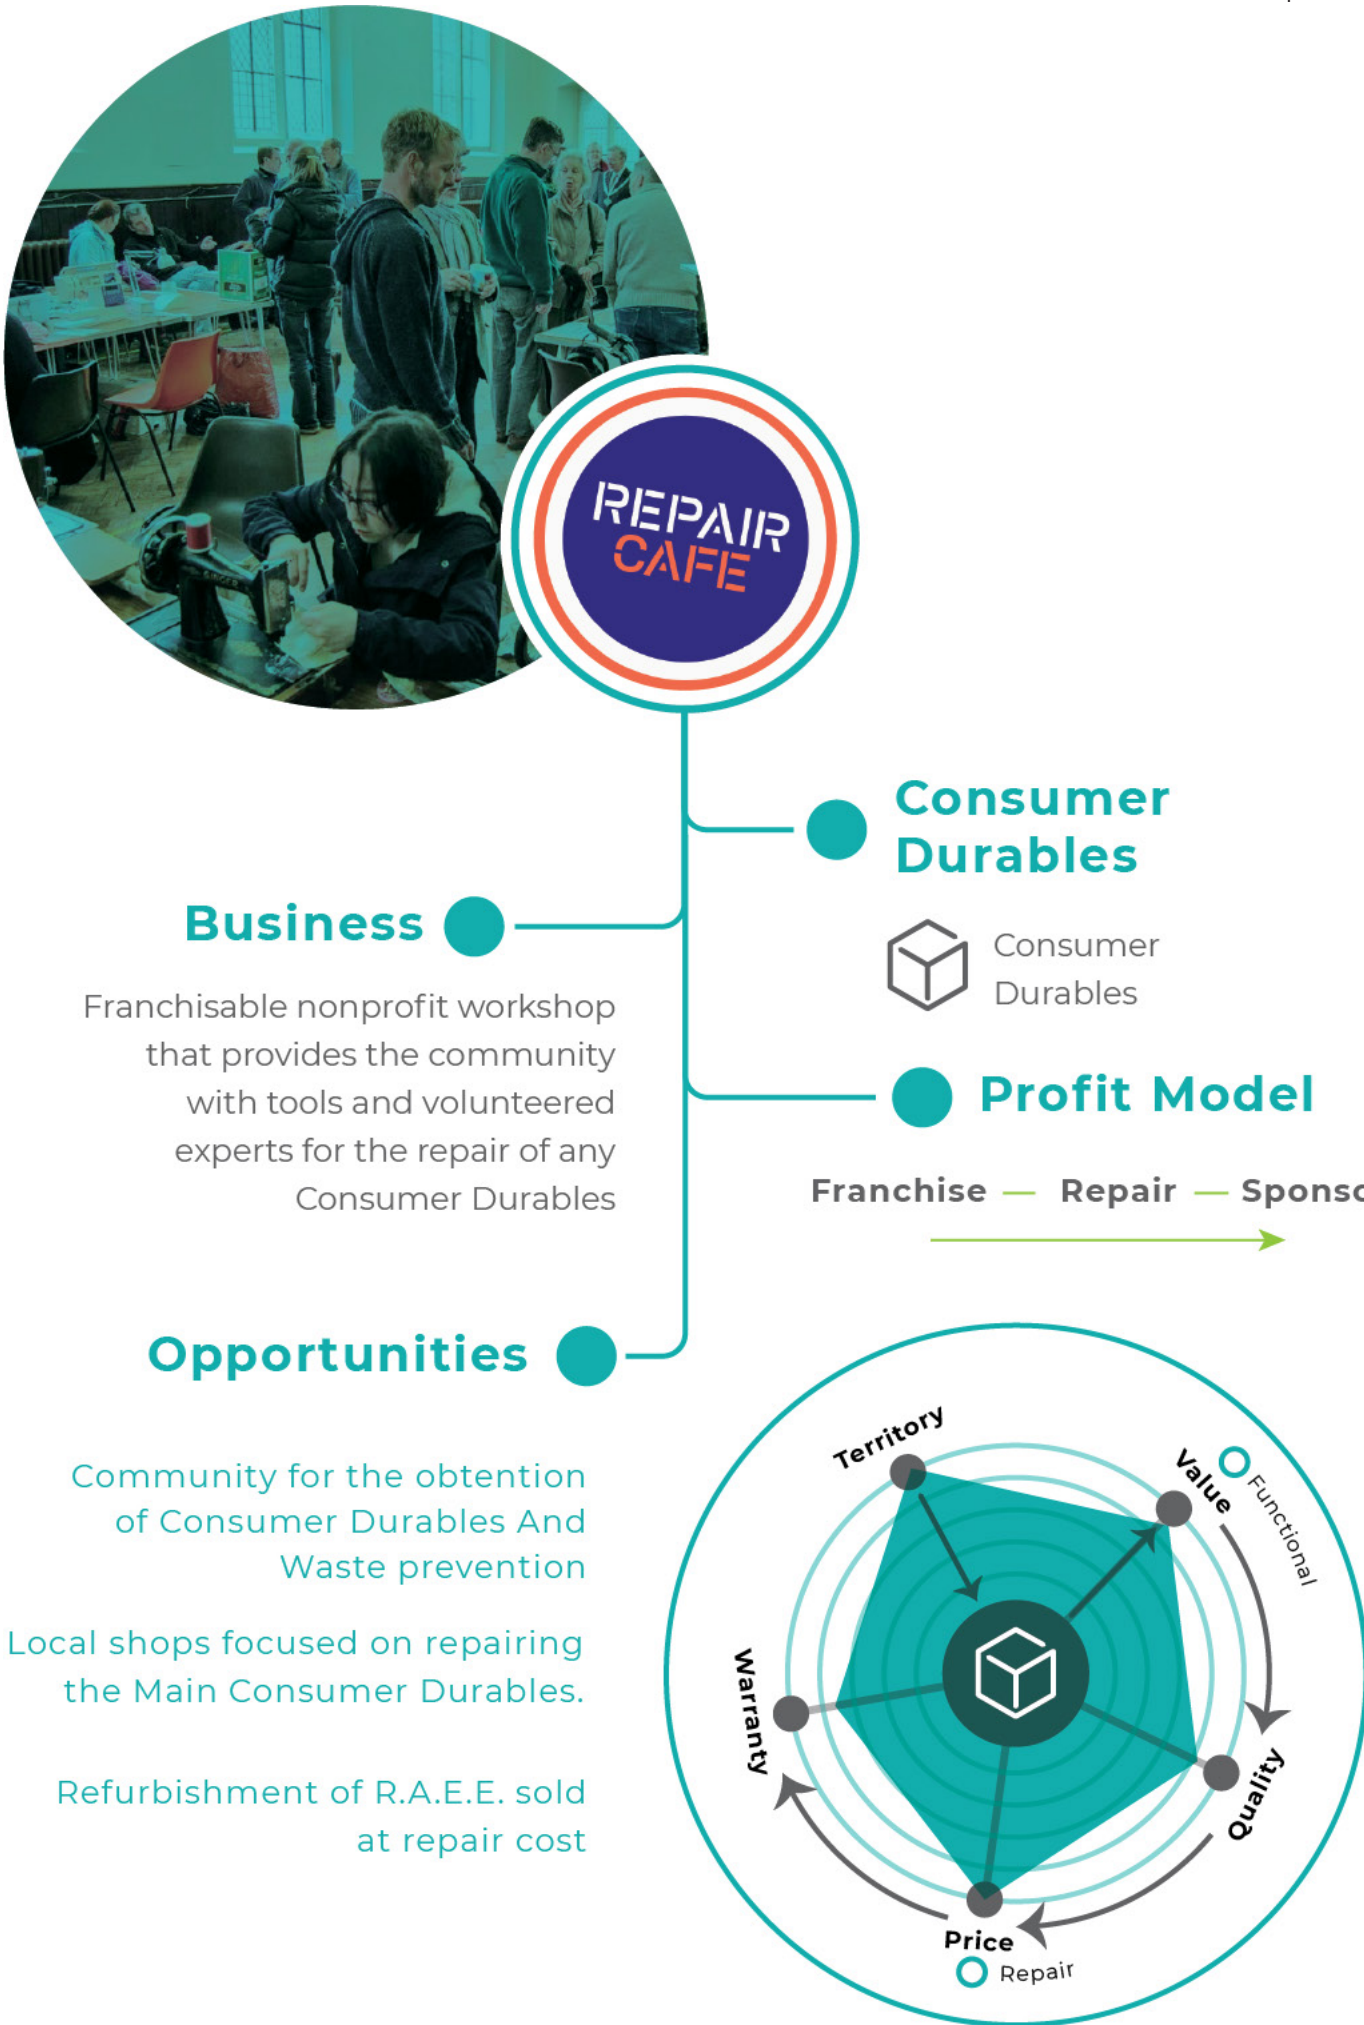 REPAIR
CAFE
SINGER
Consumer
Durables
Consumer
Durables
Business
Franchisable nonprofit workshop
that provides the community
with tools and volunteered
experts for the repair of any
Consumer Durables
Profit Model
Franchise — Repair —
Opportunities
Community for the obtention
of Consumer Durables And
Waste prevention
Local shops focused on repairing
the Main Consumer Durables.
Refurbishment of R.A.E.E. sold
at repair cost
Territory
Value
Functional
Warranty
Quality
Price
Repair